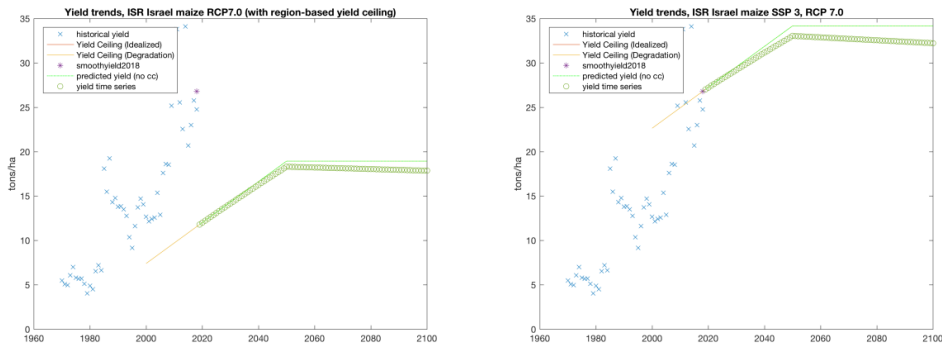 Yield trends, ISR Israel maize RCP7.0 (with region-based yield ceiling)
35
30
25
20
15
10
5
0
tons/ha
historical yield
Yield Ceiling (Idealized)
Yield Ceiling (Degradation)
smoothyield2018
predicted yield (no cc)
yield time series
1960
1980
2000
2020
2040
2060
2080
2100
Yield trends, ISR Israel maize SSP 3, RCP 7.0
35
30
25
20
15
10
5
0
tons/ha
historical yield
Yield Ceiling (Idealized)
Yield Ceiling (Degradation)
smoothyield2018
predicted yield (no cc)
yield time series
1960
1980
2000
2020
2040
2060
2080
2100